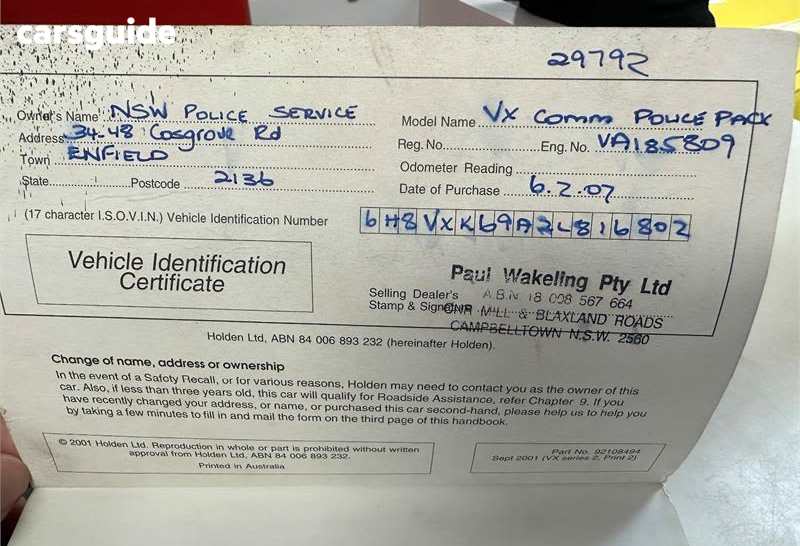 carsguide
29792
Owner's Name NSW POLICE SERVICE
Address 34-48 Cosgrove Rd
Town ENFIELD
State Postcode 2136
Model Name VX Comm POLICE PACK
Reg. No. Eng. No. VA185809
Odometer Reading
Date of Purchase 6.2.07
(17 character I.S.O.V.I.N.) Vehicle Identification Number 6H8VXK69A2L816802
Vehicle Identification
Certificate
Selling Dealer's
Stamp & Signature
Paul Wakeling Pty Ltd
A.B.N 18 008 567 664
CNR MILL & BLAXLAND ROADS
CAMPBELLTOWN N.S.W. 2560
Holden Ltd, ABN 84 006 893 232 (hereinafter Holden).
Change of name, address or ownership
In the event of a Safety Recall, or for various reasons, Holden may need to contact you as the owner of this
car. Also, if less than three years old, this car will qualify for Roadside Assistance, refer Chapter 9. If you
have recently changed your address, or name, or purchased this car second-hand, please help us to help you
by taking a few minutes to fill in and mail the form on the third page of this handbook.
© 2001 Holden Ltd. Reproduction in whole or part is prohibited without written
approval from Holden Ltd, ABN 84 006 893 232.
Printed in Australia
Part No. 92108494
Sept 2001 (VX series 2, Print 2)